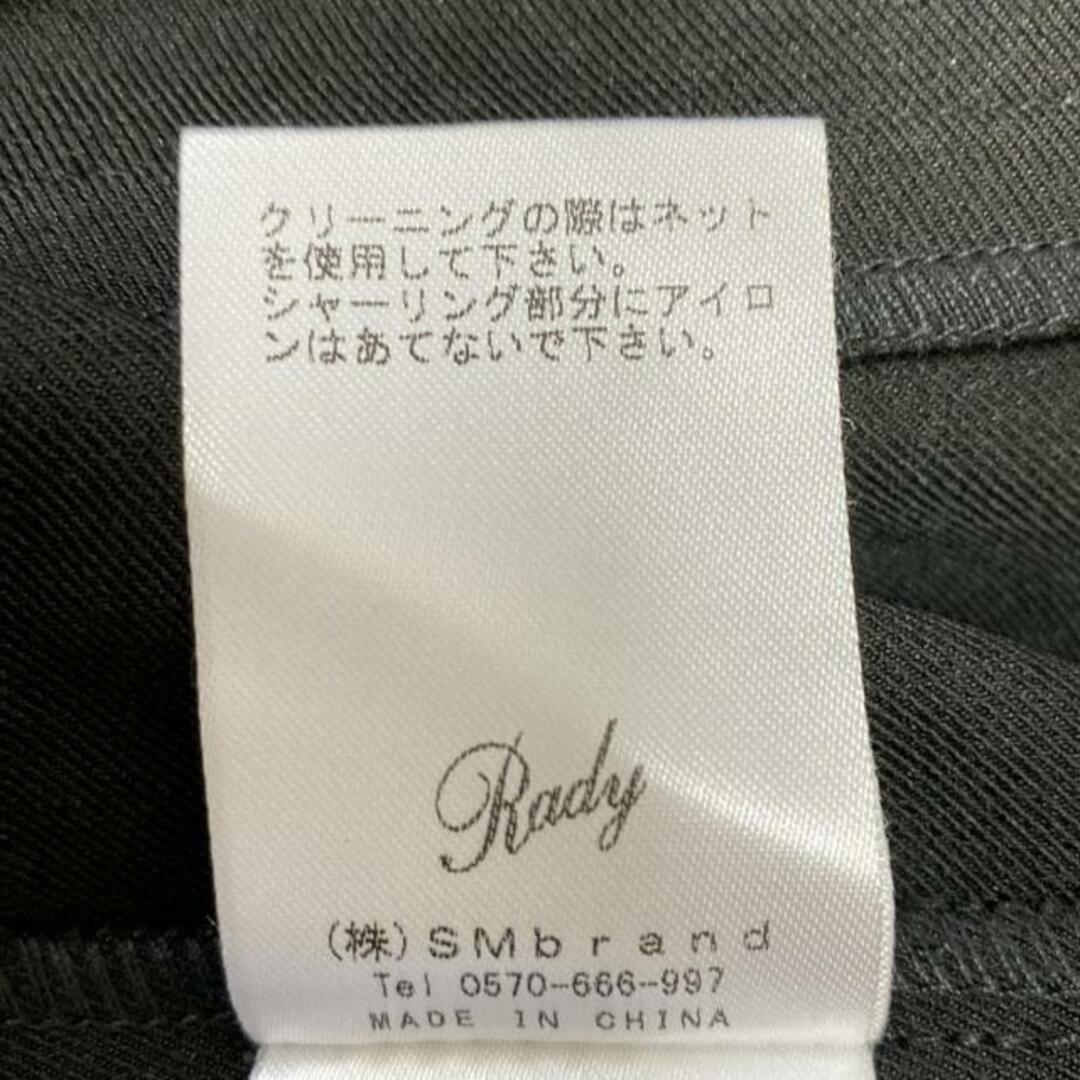 クリーニングの際はネット
を使用して下さい。
シャーリング部分にアイロ
ンはあてないで下さい。
Rady
(株)SMbrand
Tel 0570-666-997
MADE IN CHINA